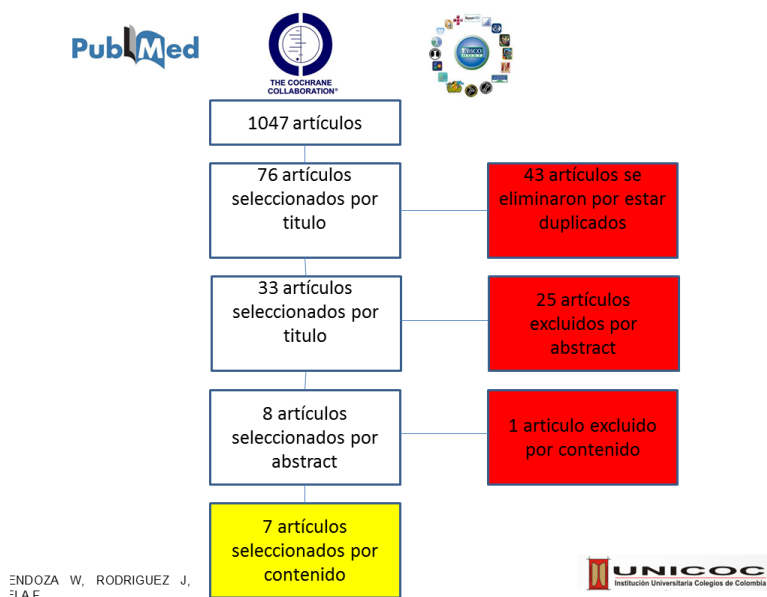 PubMed
THE COCHRANE
COLLABORATION®
EBSCO
HOST
1047 artículos
76 artículos
seleccionados por
titulo
43 artículos se
eliminaron por estar
duplicados
33 artículos
seleccionados por
titulo
25 artículos
excluidos por
abstract
8 artículos
seleccionados por
abstract
1 articulo excluido
por contenido
7 artículos
seleccionados por
contenido
ENDOZA W, RODRIGUEZ J,
UNICOC
Institución Universitaria Colegios de Colombia